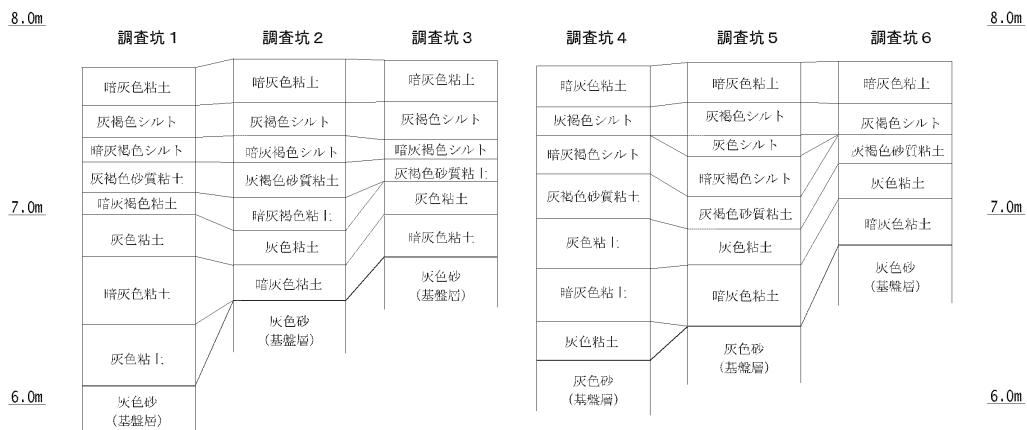 8.0m
8.0m
調査坑1
調査坑2
調査坑3
調査坑4
調査坑5
調査坑6
暗灰色粘土
灰褐色シルト
暗灰褐色シルト
灰褐色砂質粘土
暗灰褐色粘土
灰色粘土
暗灰色粘土
灰色粘土
灰色砂
(基盤層)
暗灰色粘土
灰褐色シルト
暗灰褐色シルト
灰褐色砂質粘土
暗灰褐色粘土
灰色粘土
暗灰色粘土
灰色砂
(基盤層)
暗灰色粘土
灰褐色シルト
暗灰褐色シルト
灰褐色砂質粘土
灰色粘土
暗灰色粘土
灰色砂
(基盤層)
暗灰色粘土
灰褐色シルト
暗灰褐色シルト
灰褐色砂質粘土
灰色粘土
暗灰色粘土
灰色粘土
灰色砂
(基盤層)
暗灰色粘土
灰褐色シルト
灰色シルト
暗灰褐色シルト
灰褐色砂質粘土
灰色粘土
暗灰色粘土
灰色砂
(基盤層)
暗灰色粘土
灰褐色シルト
灰褐色砂質粘土
灰色粘土
暗灰色粘土
灰色砂
(基盤層)
7.0m
7.0m
6.0m
6.0m